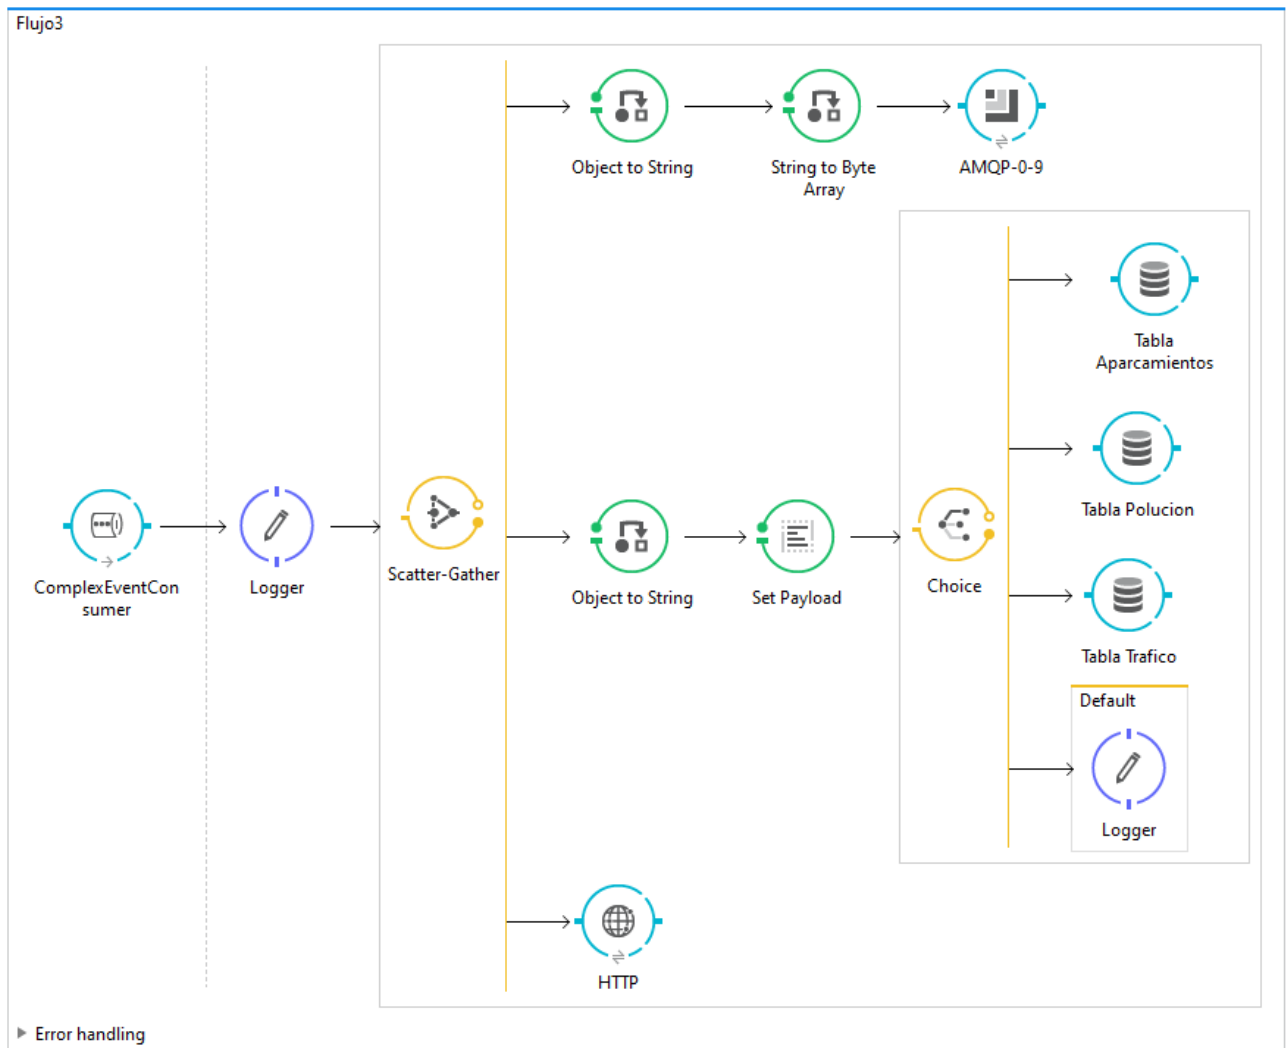 Flujo3
Object to String
String to Byte
Array
AMQP-0-9
Tabla
Aparcamientos
Tabla Polucion
ComplexEventCon
sumer
Logger
Scatter-Gather
Object to String
Set Payload
Choice
Tabla Trafico
Default
Logger
HTTP
Error handling